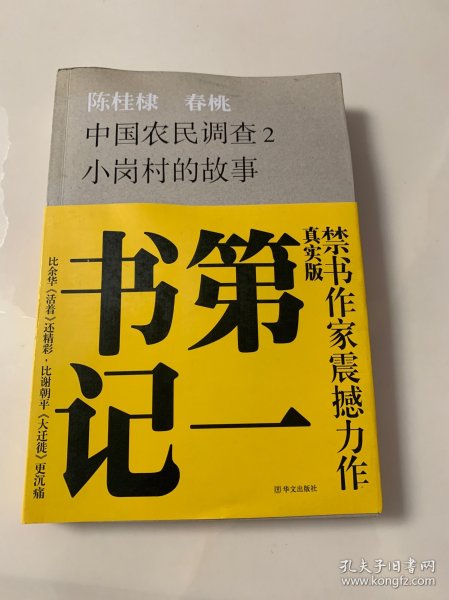 陈桂棣 春桃
中国农民调查2
小岗村的故事
禁书作家震撼力作
真实版
第一
书记
比余华《活着》还精彩，比谢朝平《大迁徙》更沉痛
华文出版社
孔夫子旧书网
www.kongfz.com